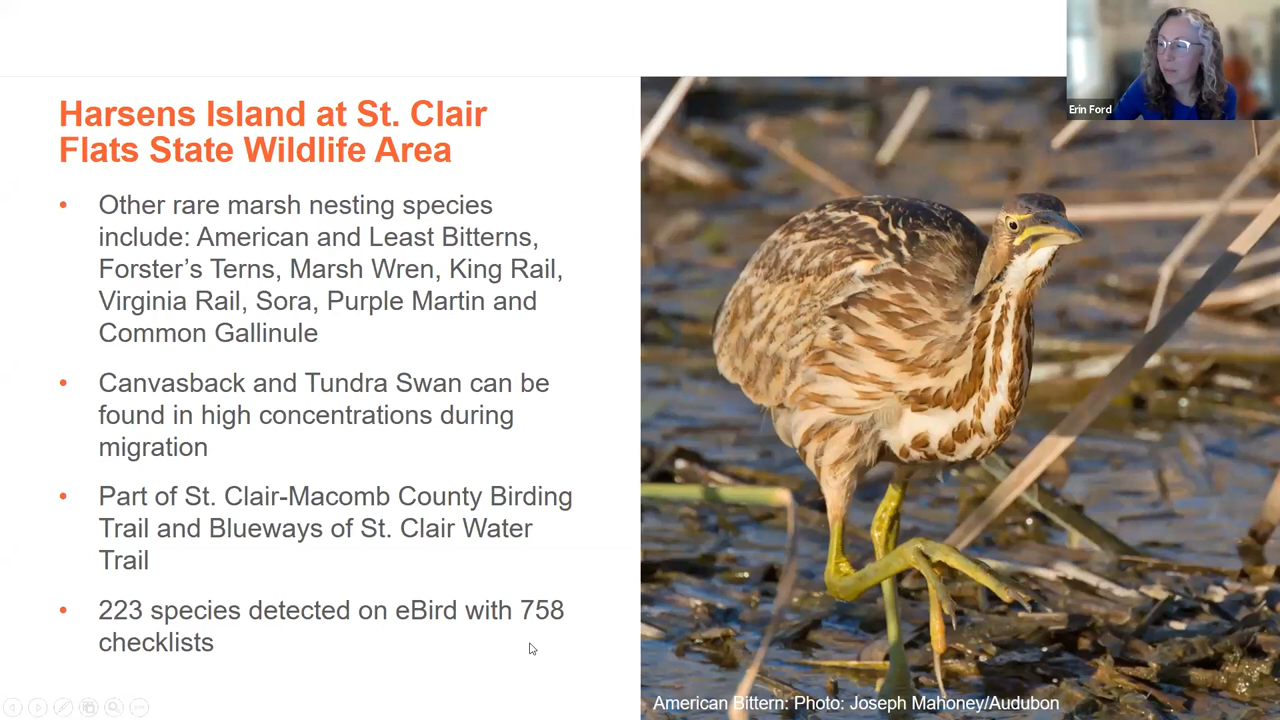 Harsens Island at St. Clair
Flats State Wildlife Area
• Other rare marsh nesting species
include: American and Least Bitterns,
Forster’s Terns, Marsh Wren, King Rail,
Virginia Rail, Sora, Purple Martin and
Common Gallinule
• Canvasback and Tundra Swan can be
found in high concentrations during
migration
• Part of St. Clair-Macomb County Birding
Trail and Blueways of St. Clair Water
Trail
• 223 species detected on eBird with 758
checklists
Erin Ford
American Bittern: Photo: Joseph Mahoney/Audubon